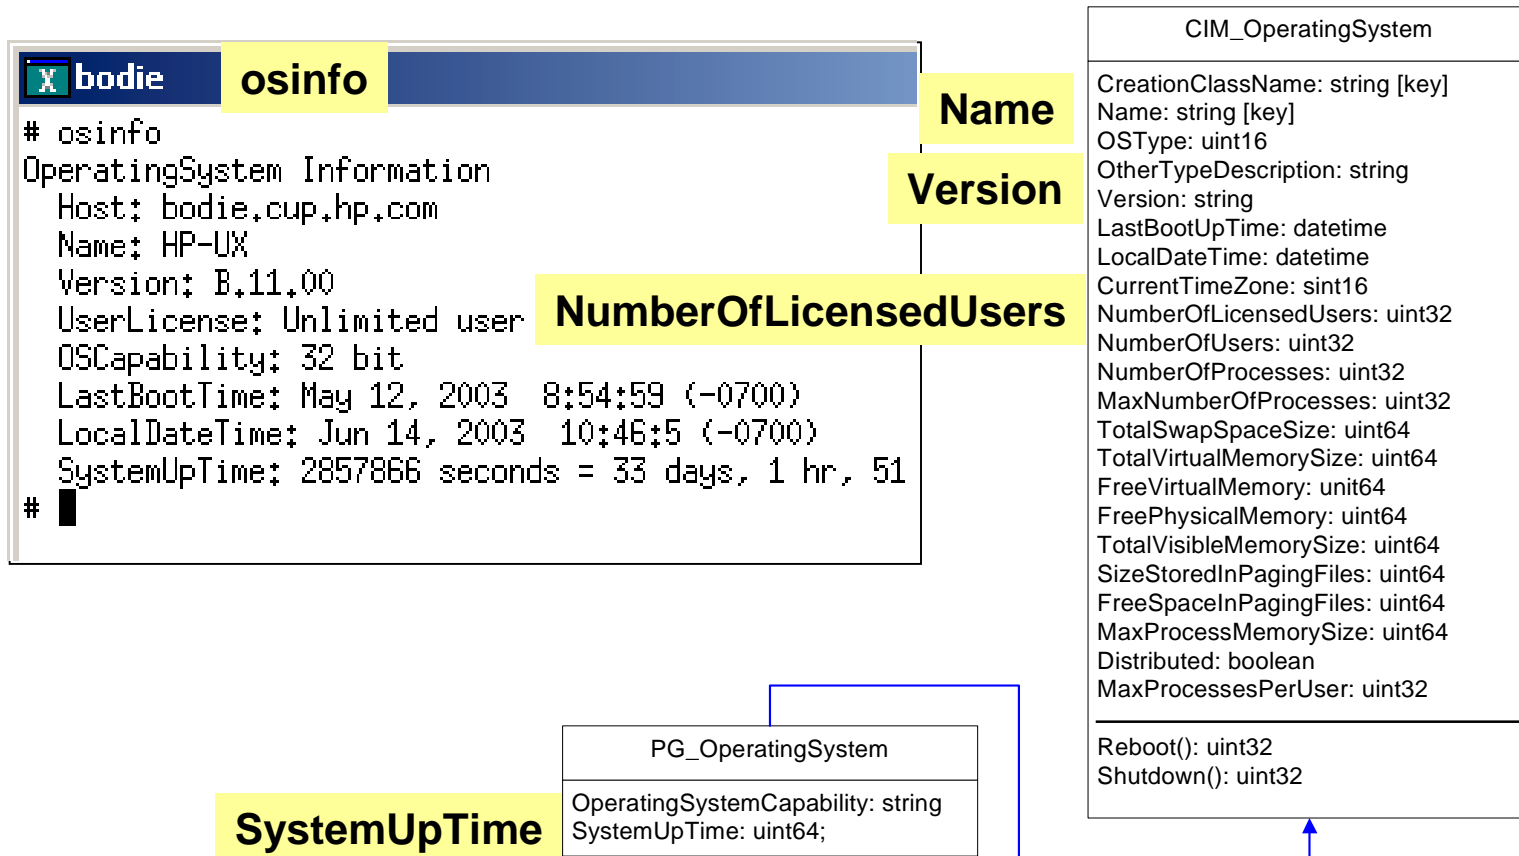 bodie
osinfo
# osinfo
OperatingSystem Information
Host: bodie.cup.hp.com
Name: HP-UX
Version: B.11.00
UserLicense: Unlimited user
OSCapability: 32 bit
LastBootTime: May 12, 2003  8:54:59 (-0700)
LocalDateTime: Jun 14, 2003  10:46:5 (-0700)
SystemUpTime: 2857866 seconds = 33 days, 1 hr, 51
#
Name
Version
NumberOfLicensedUsers
CIM_OperatingSystem
CreationClassName: string [key]
Name: string [key]
OSType: uint16
OtherTypeDescription: string
Version: string
LastBootUpTime: datetime
LocalDateTime: datetime
CurrentTimeZone: sint16
NumberOfLicensedUsers: uint32
NumberOfUsers: uint32
NumberOfProcesses: uint32
MaxNumberOfProcesses: uint32
TotalSwapSpaceSize: uint64
TotalVirtualMemorySize: uint64
FreeVirtualMemory: unit64
FreePhysicalMemory: uint64
TotalVisibleMemorySize: uint64
SizeStoredInPagingFiles: uint64
FreeSpaceInPagingFiles: uint64
MaxProcessMemorySize: uint64
Distributed: boolean
MaxProcessesPerUser: uint32
Reboot(): uint32
Shutdown(): uint32
PG_OperatingSystem
OperatingSystemCapability: string
SystemUpTime: uint64;
SystemUpTime